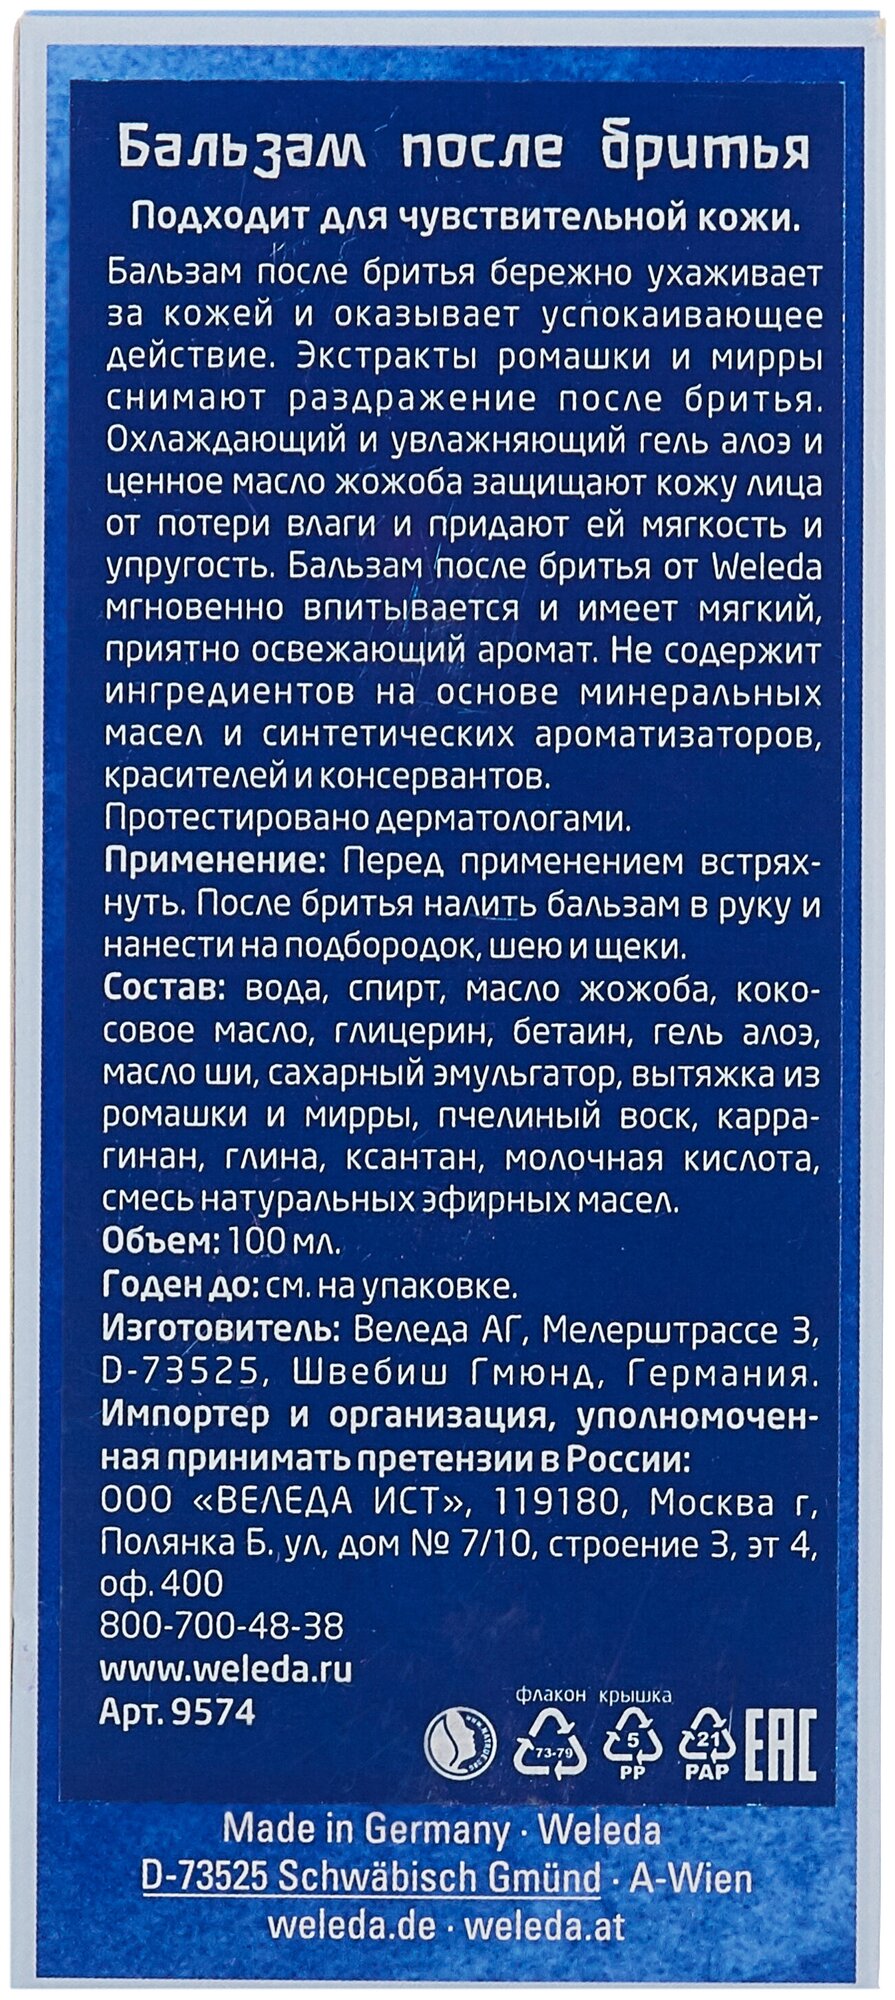 Бальзам после бритья
Подходит для чувствительной кожи.
Бальзам после бритья бережно ухаживает
за кожей и оказывает успокаивающее
действие. Экстракты ромашки и мирры
снимают раздражение после бритья.
Охлаждающий и увлажняющий гель алоэ и
ценное масло жожоба защищают кожу лица
от потери влаги и придают ей мягкость и
упругость. Бальзам после бритья от Weleda
мгновенно впитывается и имеет мягкий,
приятно освежающий аромат. Не содержит
ингредиентов на основе минеральных
масел и синтетических ароматизаторов,
красителей и консервантов.
Протестировано дерматологами.
Применение: Перед применением встрях-
нуть. После бритья налить бальзам в руку и
нанести на подбородок, шею и щеки.
Состав: вода, спирт, масло жожоба, коко-
совое масло, глицерин, бетаин, гель алоэ,
масло ши, сахарный эмульгатор, вытяжка из
ромашки и мирры, пчелиный воск, карра-
гинан, глина, ксантан, молочная кислота,
смесь натуральных эфирных масел.
Объем: 100 мл.
Годен до: см. на упаковке.
Изготовитель: Веледа АГ, Мелерштрассе 3,
D-73525, Швебиш Гмюнд, Германия.
Импортер и организация, уполномочен-
ная принимать претензии в России:
ООО «ВЕЛЕДА ИСТ», 119180, Москва г,
Полянка Б. ул, дом № 7/10, строение 3, эт 4,
оф. 400
800-700-48-38
www.weleda.ru
Арт. 9574
флакон крышка
www.natrue.org
73-79 5 21 EAC
PP PAP
Made in Germany · Weleda
D-73525 Schwäbisch Gmünd · A-Wien
weleda.de · weleda.at